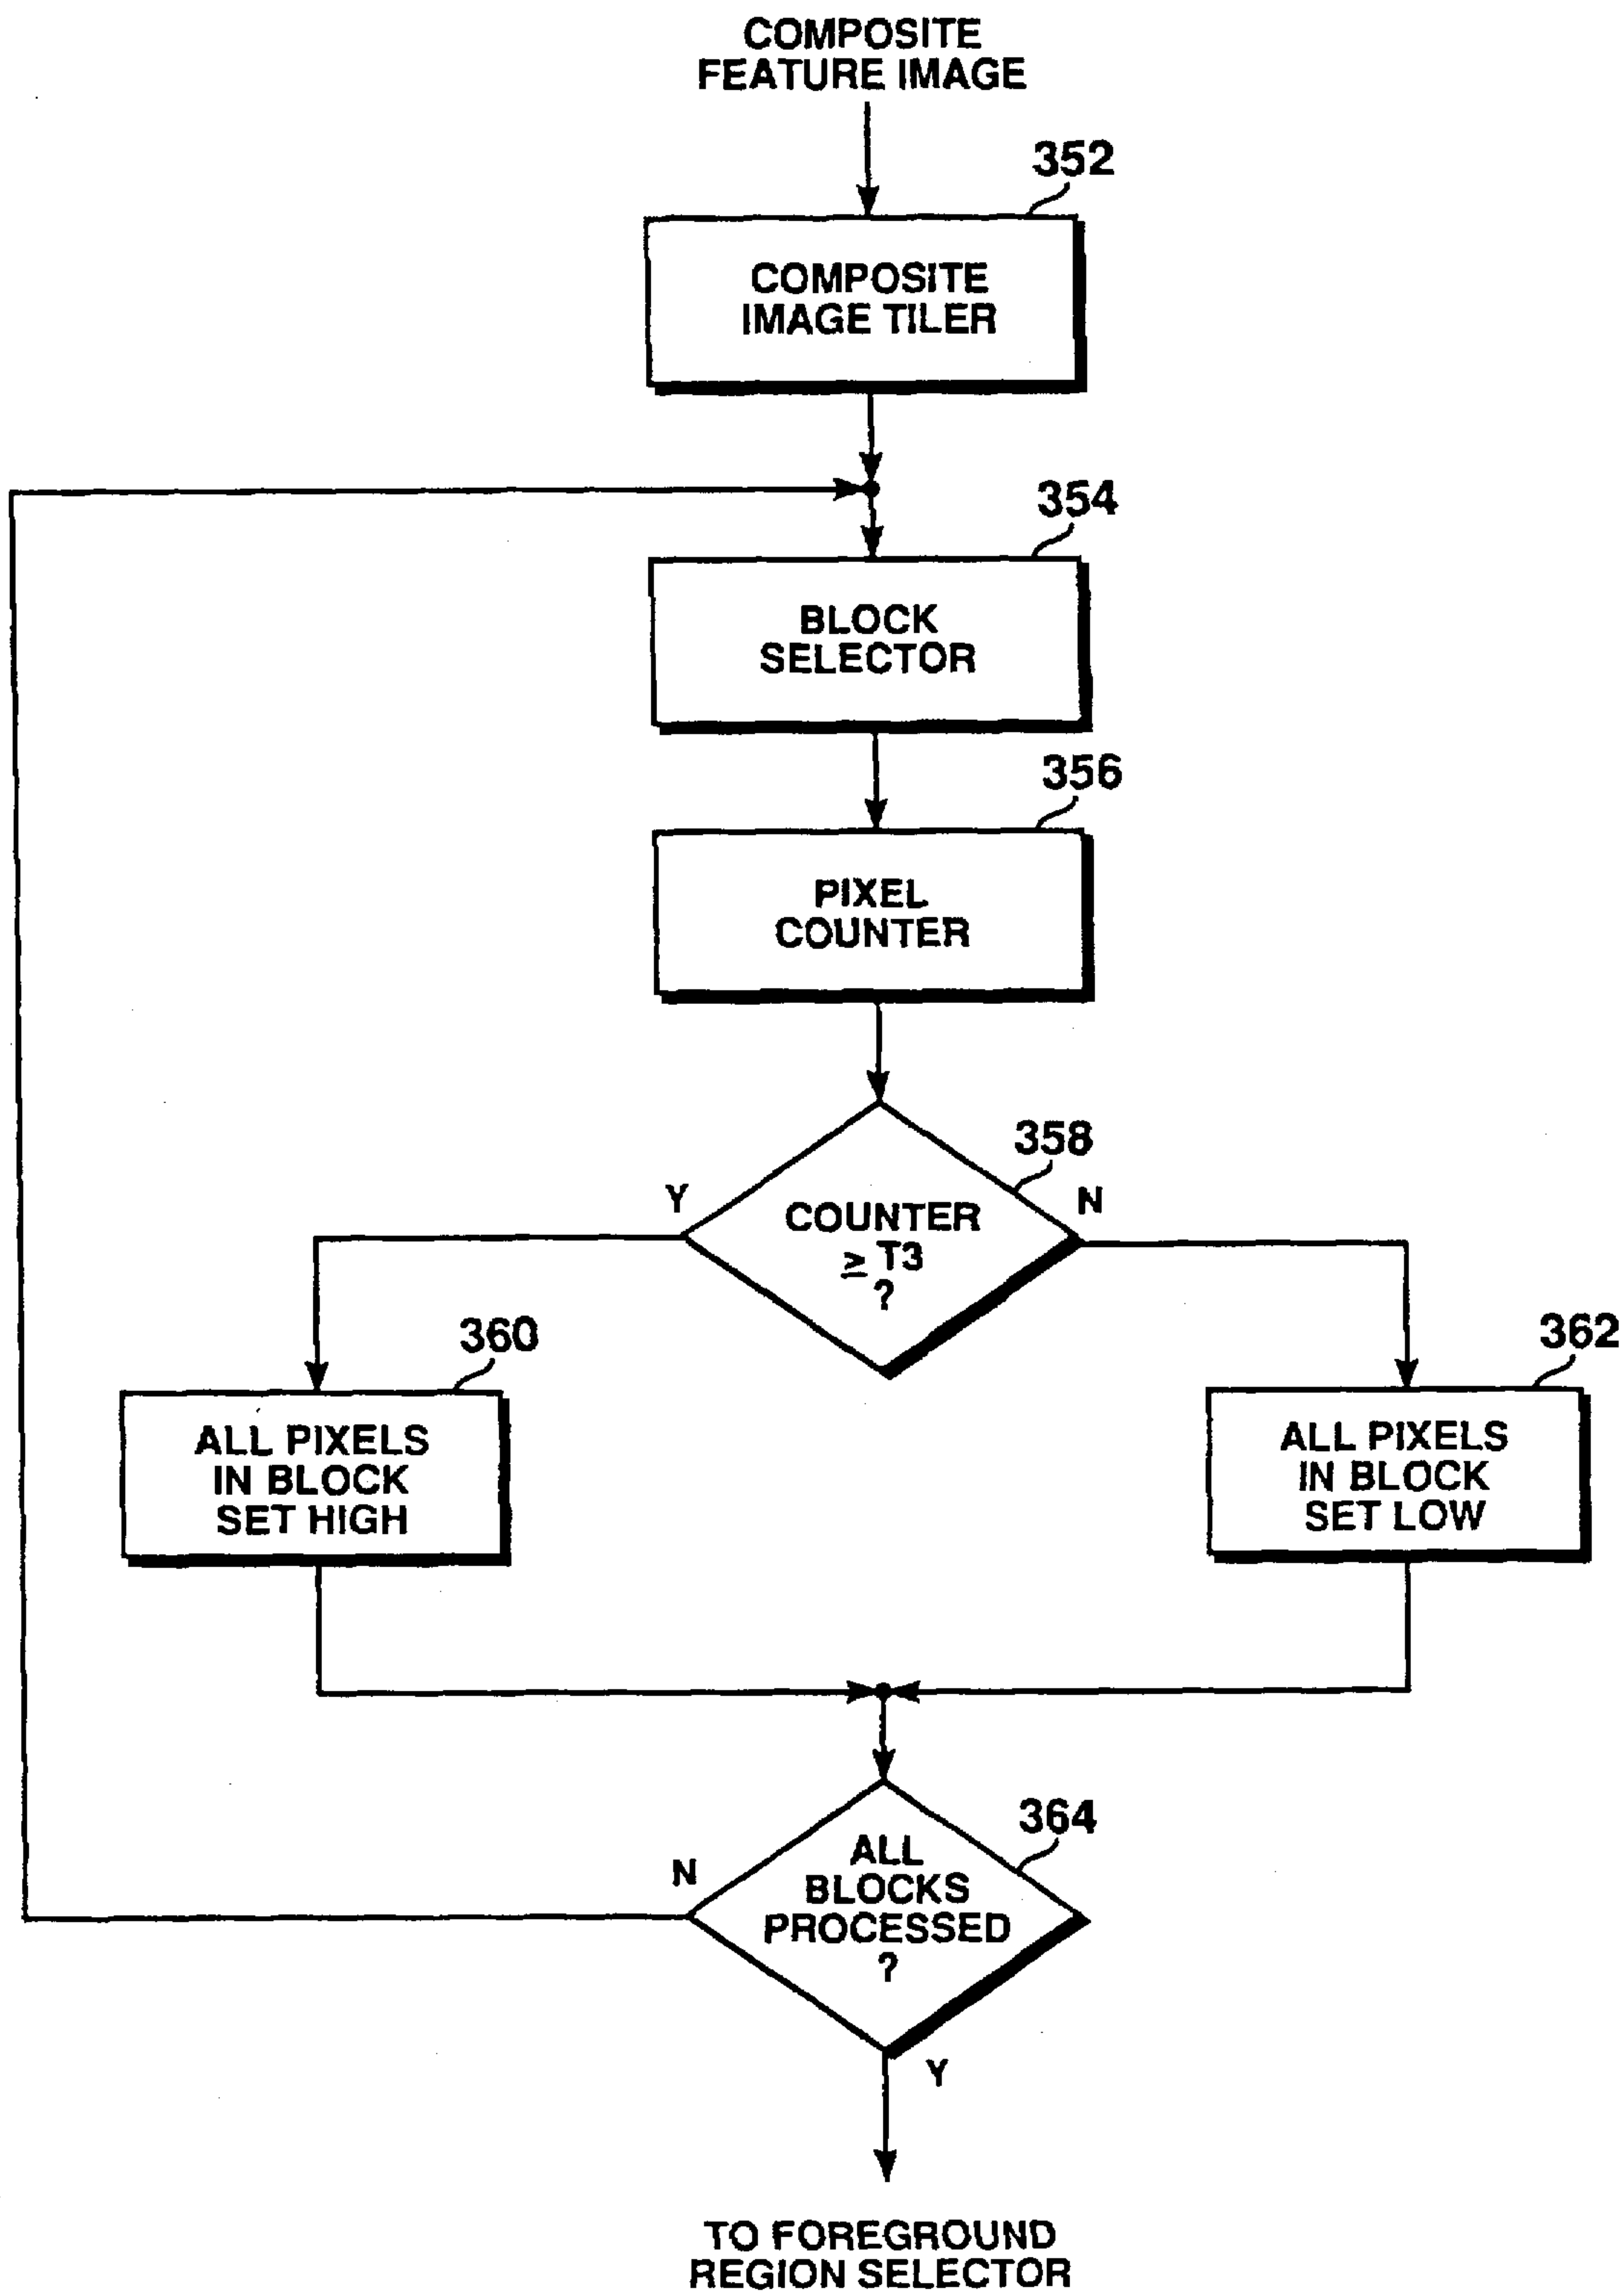 COMPOSITE
FEATURE IMAGE
352
COMPOSITE
IMAGE TILER
354
BLOCK
SELECTOR
356
PIXEL
COUNTER
358
Y
N
COUNTER
≥ T3
?
360
362
ALL PIXELS
IN BLOCK
SET HIGH
ALL PIXELS
IN BLOCK
SET LOW
364
N
ALL
BLOCKS
PROCESSED
?
Y
TO FOREGROUND
REGION SELECTOR